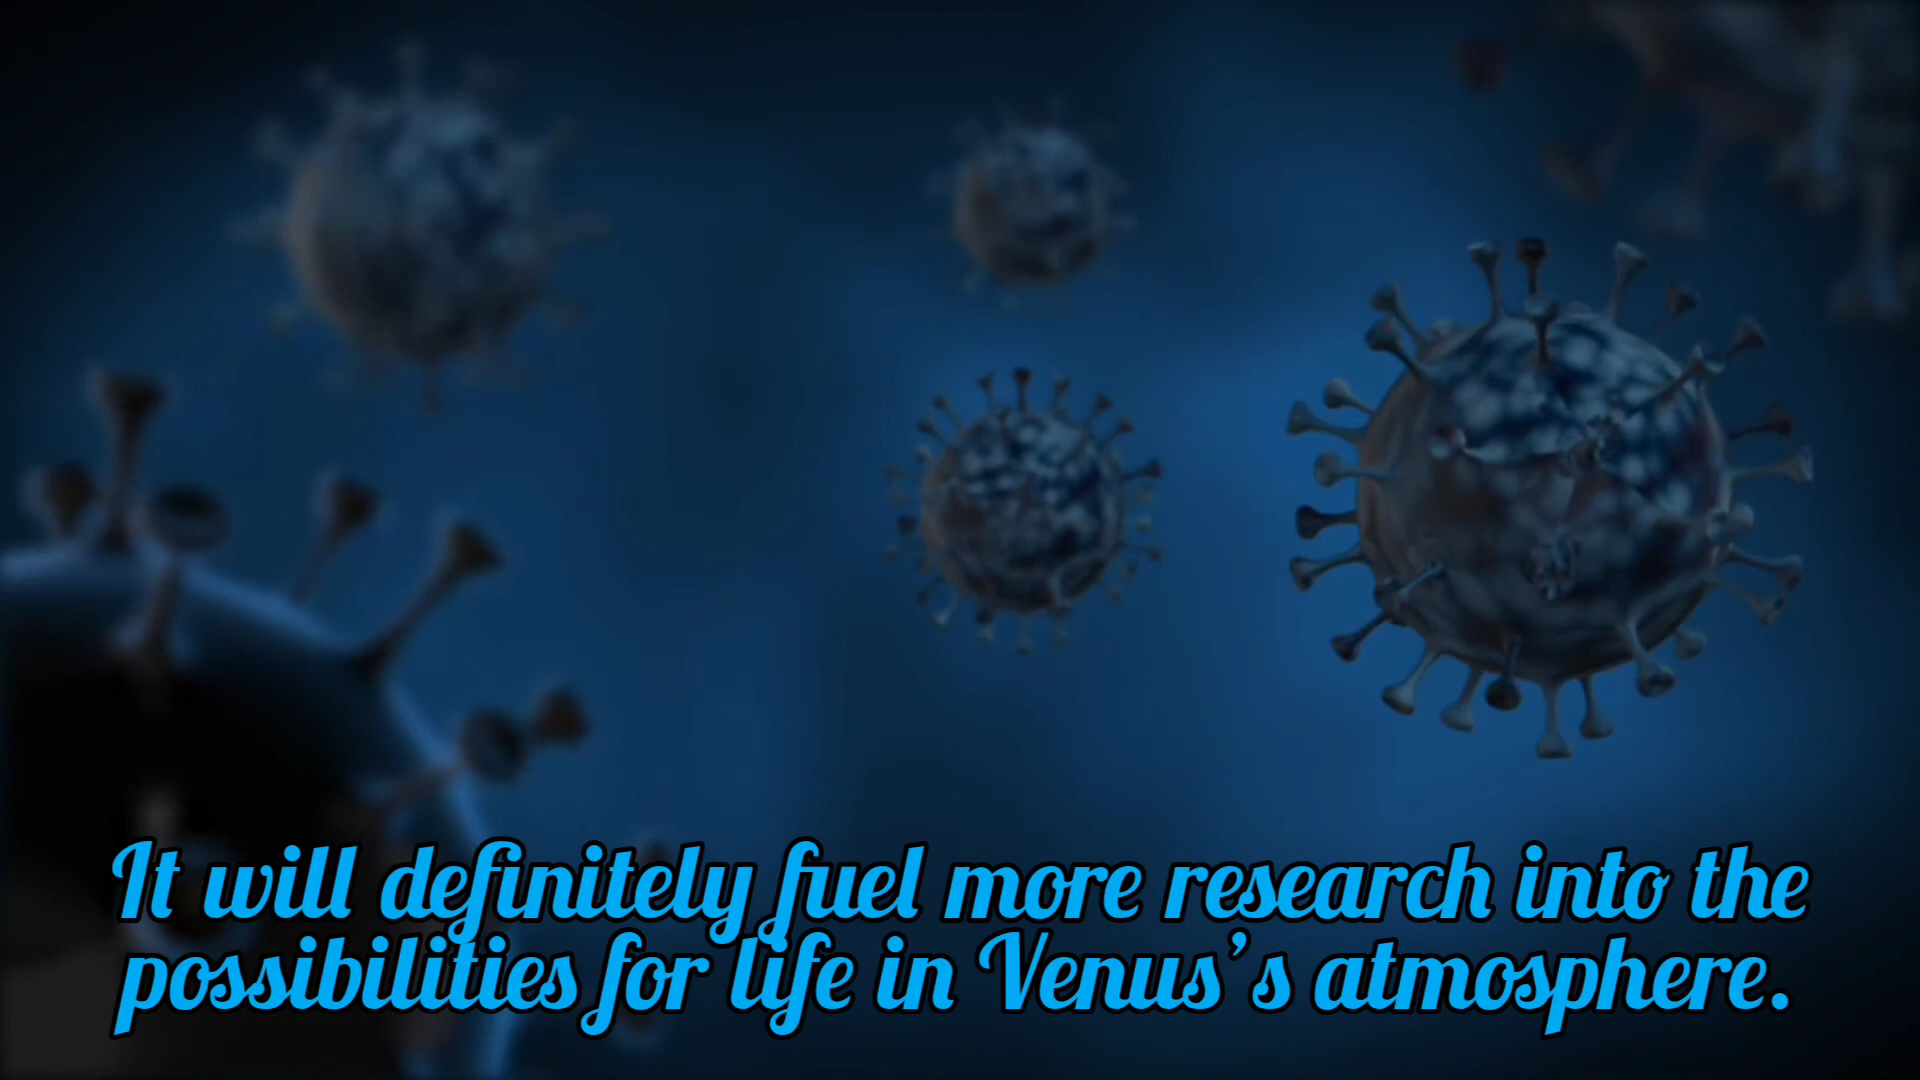 It will definitely fuel more research into the
possibilities for life in Venus's atmosphere.